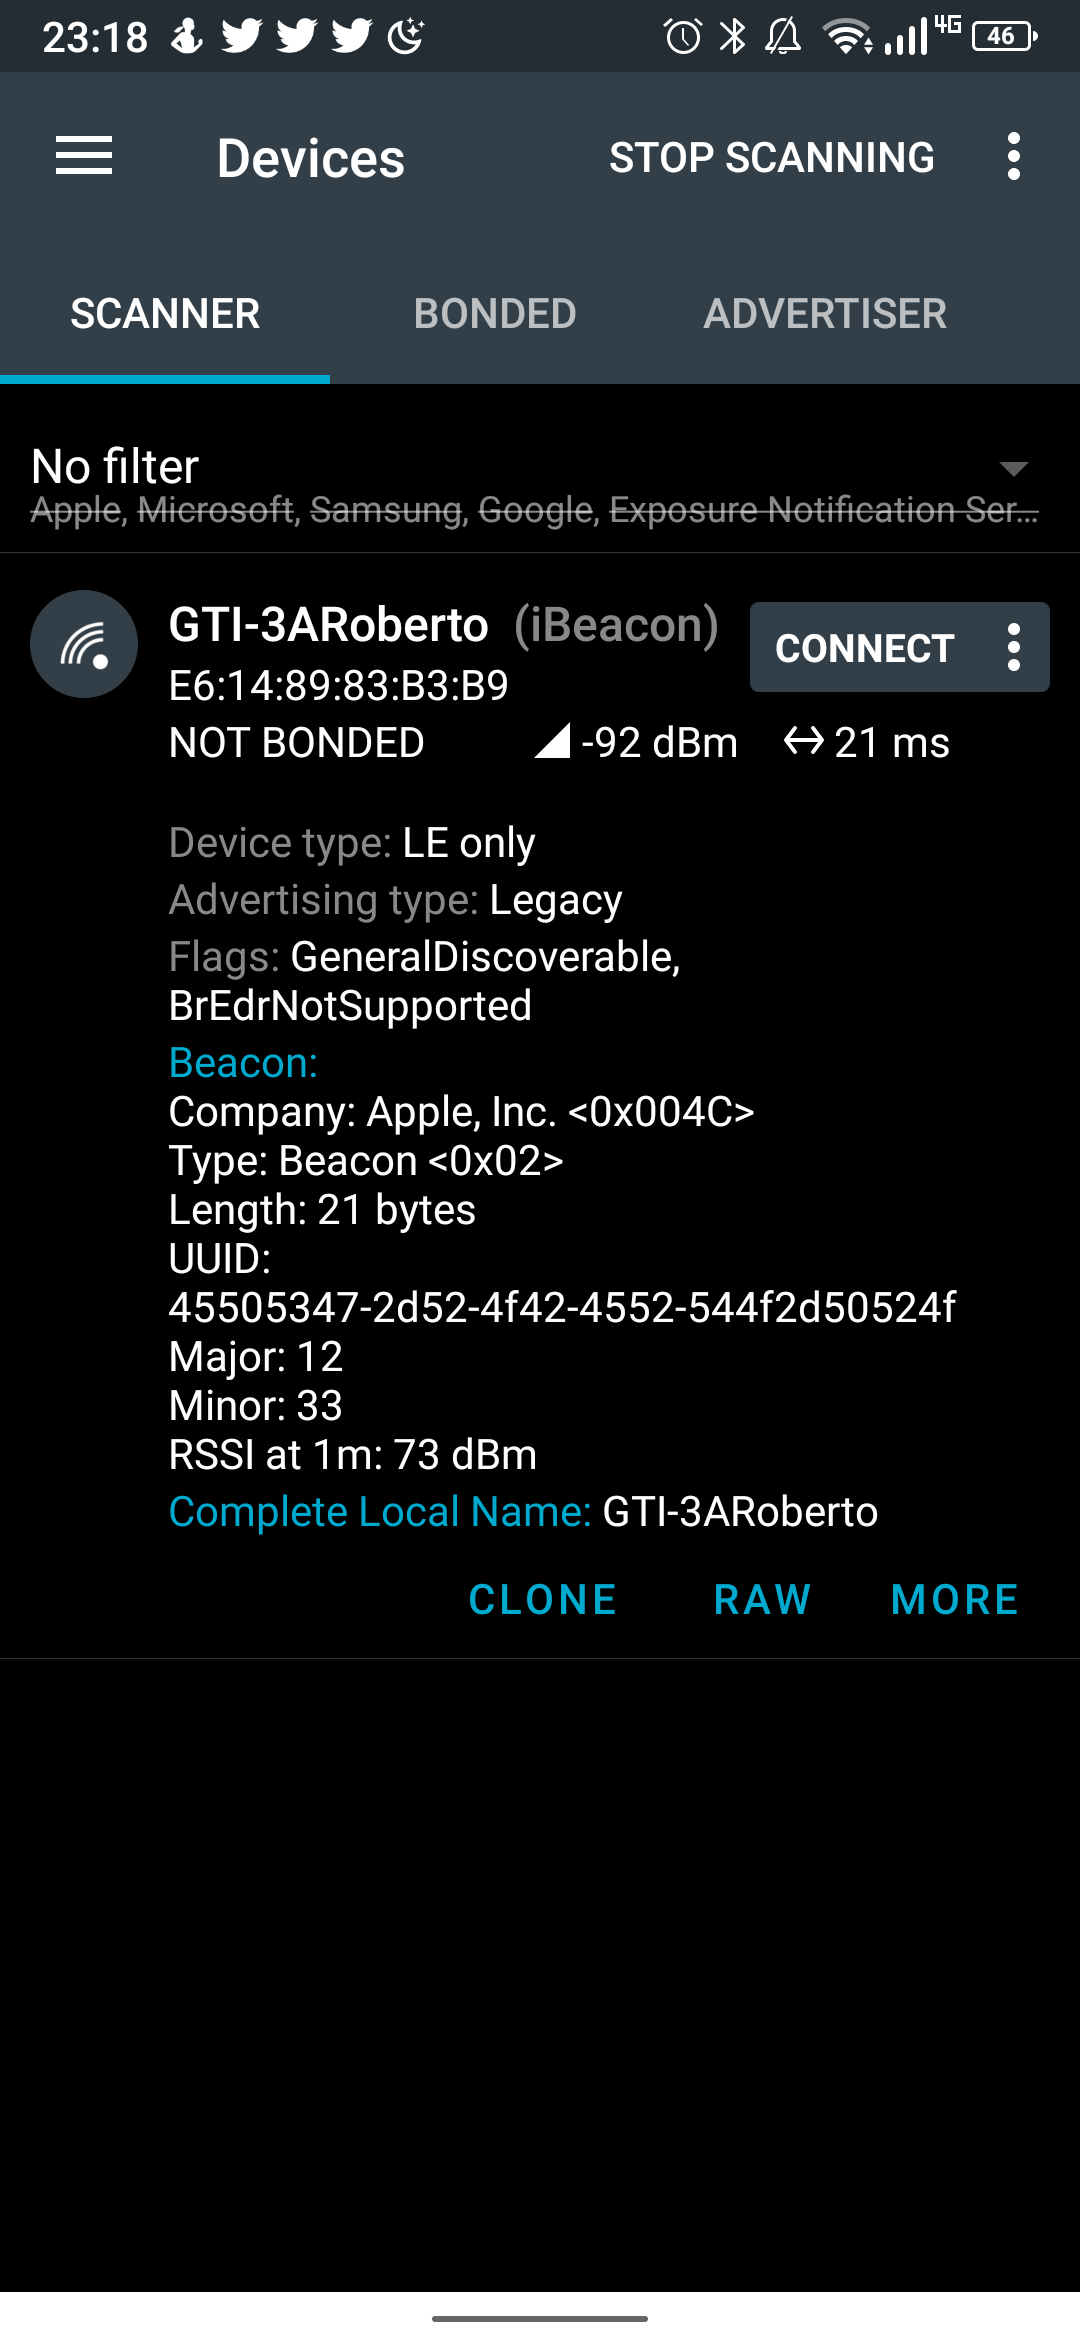 23:18 4G 46
Devices STOP SCANNING
SCANNER BONDED ADVERTISER
No filter
Apple, Microsoft, Samsung, Google, Exposure Notification Ser...
GTI-3ARoberto (iBeacon) CONNECT
E6:14:89:83:B3:B9
NOT BONDED -92 dBm 21 ms
Device type: LE only
Advertising type: Legacy
Flags: GeneralDiscoverable,
BrEdrNotSupported
Beacon:
Company: Apple, Inc. <0x004C>
Type: Beacon <0x02>
Length: 21 bytes
UUID:
45505347-2d52-4f42-4552-544f2d50524f
Major: 12
Minor: 33
RSSI at 1m: 73 dBm
Complete Local Name: GTI-3ARoberto
CLONE RAW MORE